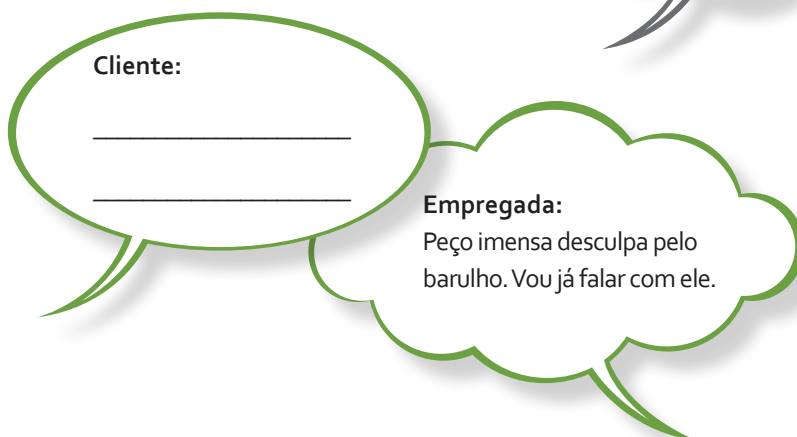 Cliente:
Empregada:
Peço imensa desculpa pelo
barulho. Vou já falar com ele.